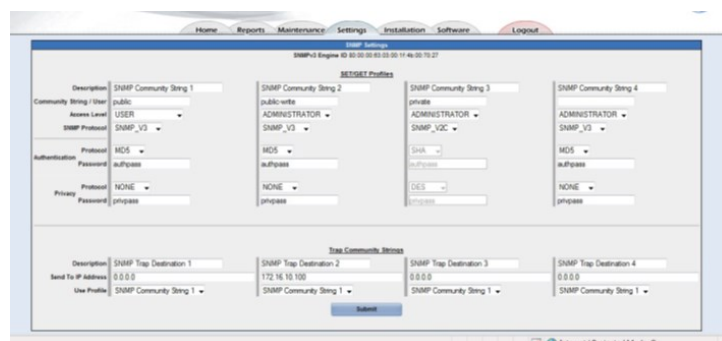 Home Reports Maintenance Settings Installation Software Logout
SNMP Settings
SNMPv3 Engine ID
SET/GET Profiles
Description SNMP Community String 1 SNMP Community String 2 SNMP Community String 3 SNMP Community String 4
Community String / User public public-write private
Access Level USER ADMINISTRATOR ADMINISTRATOR ADMINISTRATOR
SNMP Protocol SNMP_V3 SNMP_V3 SNMP_V2C SNMP_V3
Authentication
Protocol MD5 MD5 SHA MD5
Password authpass authpass authpass authpass
Privacy
Protocol NONE NONE DES NONE
Password privpass privpass privpass privpass
Trap Community Strings
Description SNMP Trap Destination 1 SNMP Trap Destination 2 SNMP Trap Destination 3 SNMP Trap Destination 4
Send To IP Address 0.0.0.0 172.16.10.100 0.0.0.0 0.0.0.0
Use Profile SNMP Community String 1 SNMP Community String 1 SNMP Community String 1 SNMP Community String 1
Submit